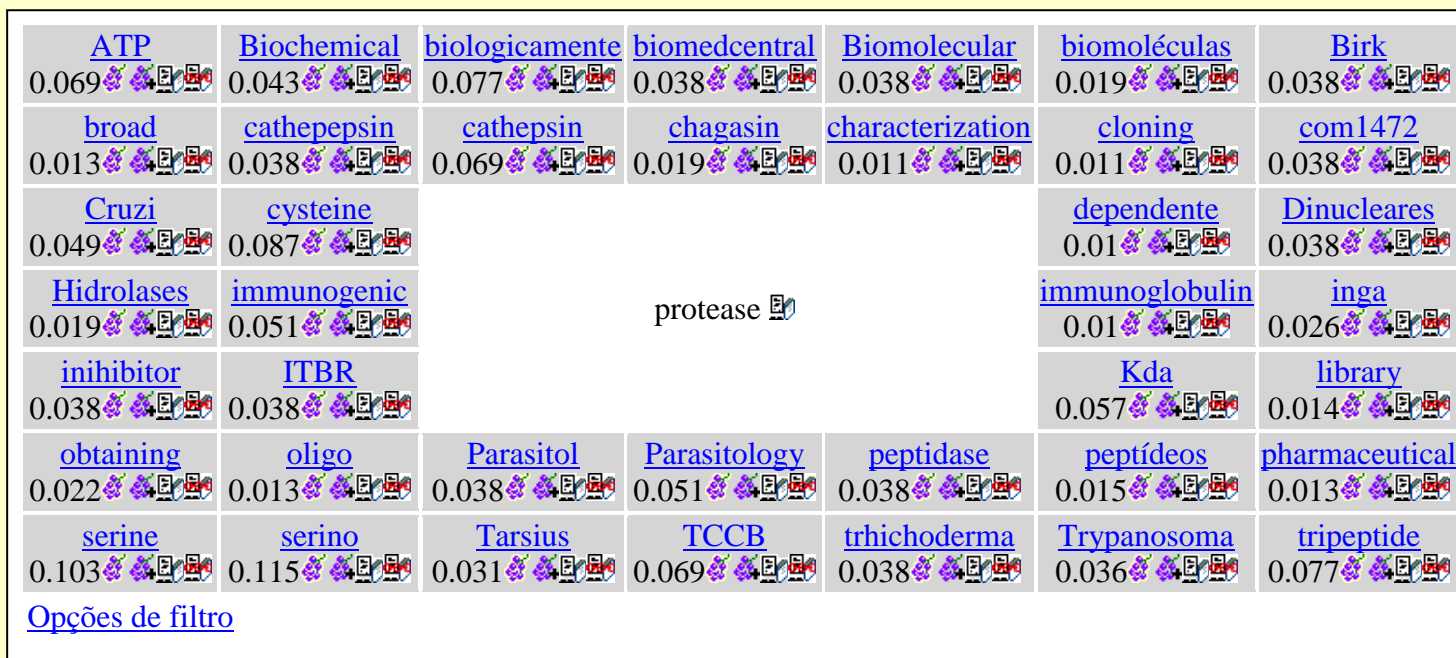 ATP Biochemical biologicamente biomedcentral Biomolecular biomoléculas Birk
0.069 0.043 0.077 0.038 0.038 0.019 0.038
broad cathepepsin cathepsin chagasin characterization cloning com1472
0.013 0.038 0.069 0.019 0.011 0.011 0.038
Cruzi cysteine dependente Dinucleares
0.049 0.087 0.01 0.038
Hidrolases immunogenic immunoglobulin inga
protease
0.019 0.051 0.01 0.026
inihibitor ITBR Kda library
0.038 0.038 0.057 0.014
obtaining oligo Parasitol Parasitology peptidase peptídeos pharmaceutical
0.022 0.013 0.038 0.051 0.038 0.015 0.013
serine serino Tarsius TCCB trhichoderma Trypanosoma tripeptide
0.103 0.115 0.031 0.069 0.038 0.036 0.077
Opções de filtro